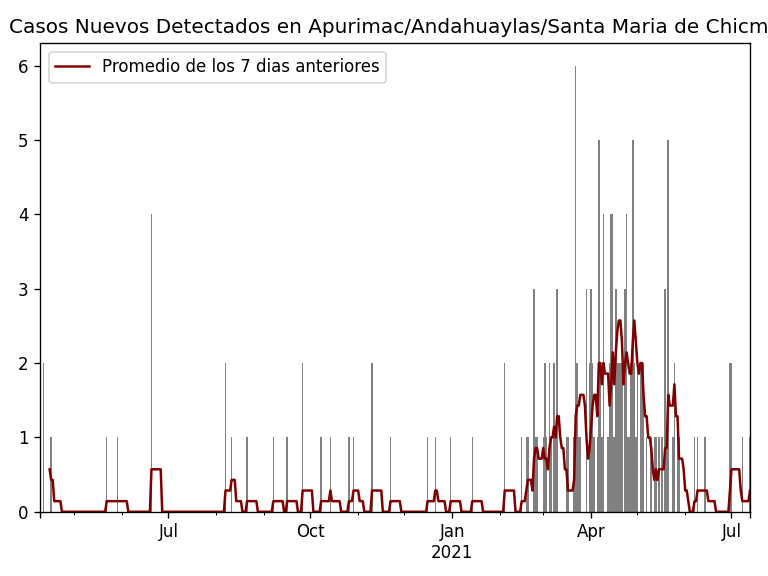 Casos Nuevos Detectados en Apurimac/Andahuaylas/Santa Maria de Chicm
Promedio de los 7 dias anteriores
6
5
4
3
2
1
0
Jul
Oct
Jan
Apr
Jul
2021